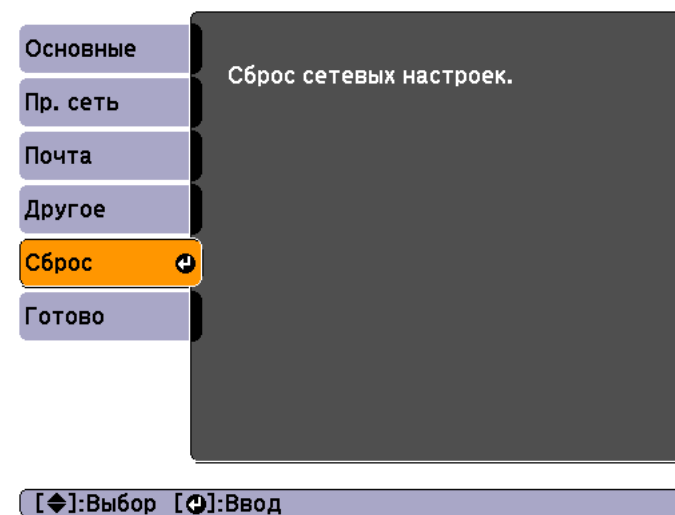 Основные
Сброс сетевых настроек.
Пр. сеть
Почта
Другое
Сброс
Готово
[◆]:Выбор [↵]:Ввод